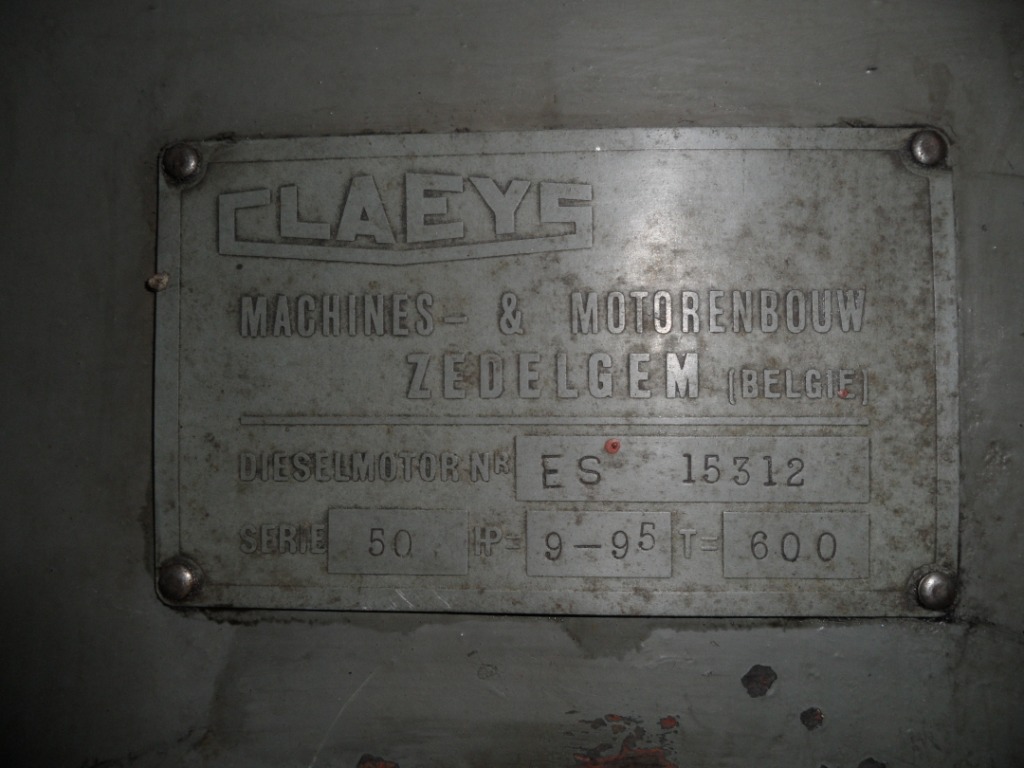 CLAEYS
MACHINES- & MOTORENBOUW
ZEDELGEM (BELGIE)
DIESELMOTOR NR ES 15312
SERIE 50 HP= 9-95 T= 600